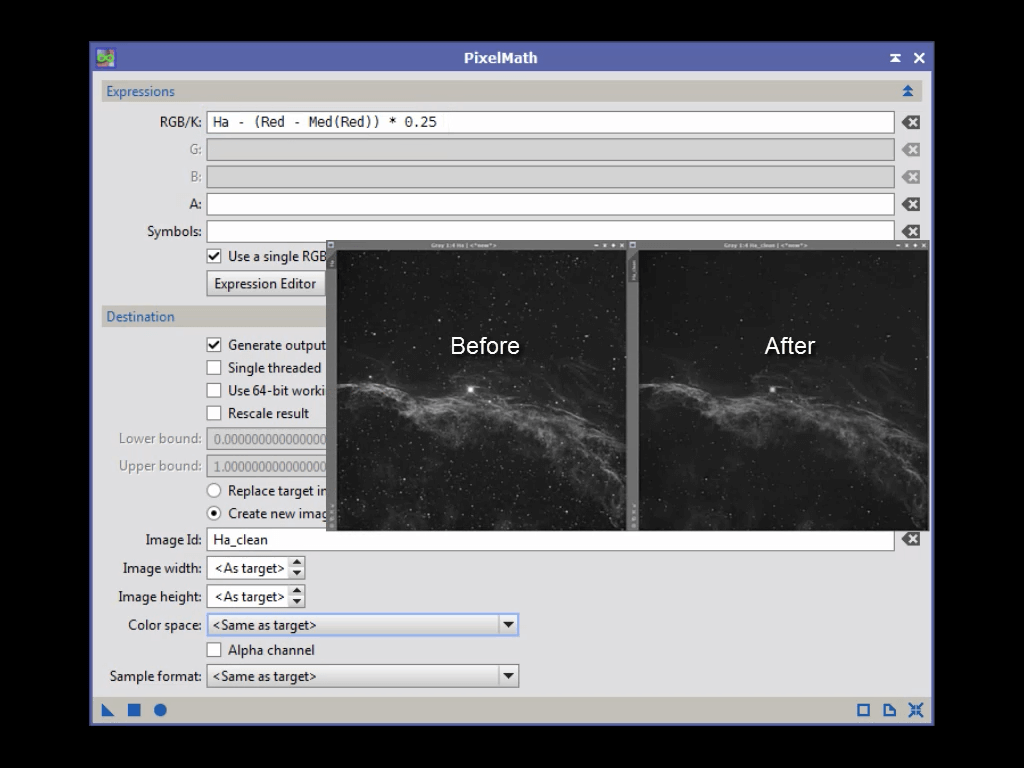 PixelMath
Expressions
RGB/K: Ha - (Red - Med(Red)) * 0.25
G:
B:
A:
Symbols:
Use a single RGB
Expression Editor
Destination
Generate output
Single threaded
Use 64-bit worki
Rescale result
Lower bound: 0.000000000000000
Upper bound: 1.000000000000000
Replace target in
Create new imag
Before
After
Image Id: Ha_clean
Image width: <As target>
Image height: <As target>
Color space: <Same as target>
Alpha channel
Sample format: <Same as target>